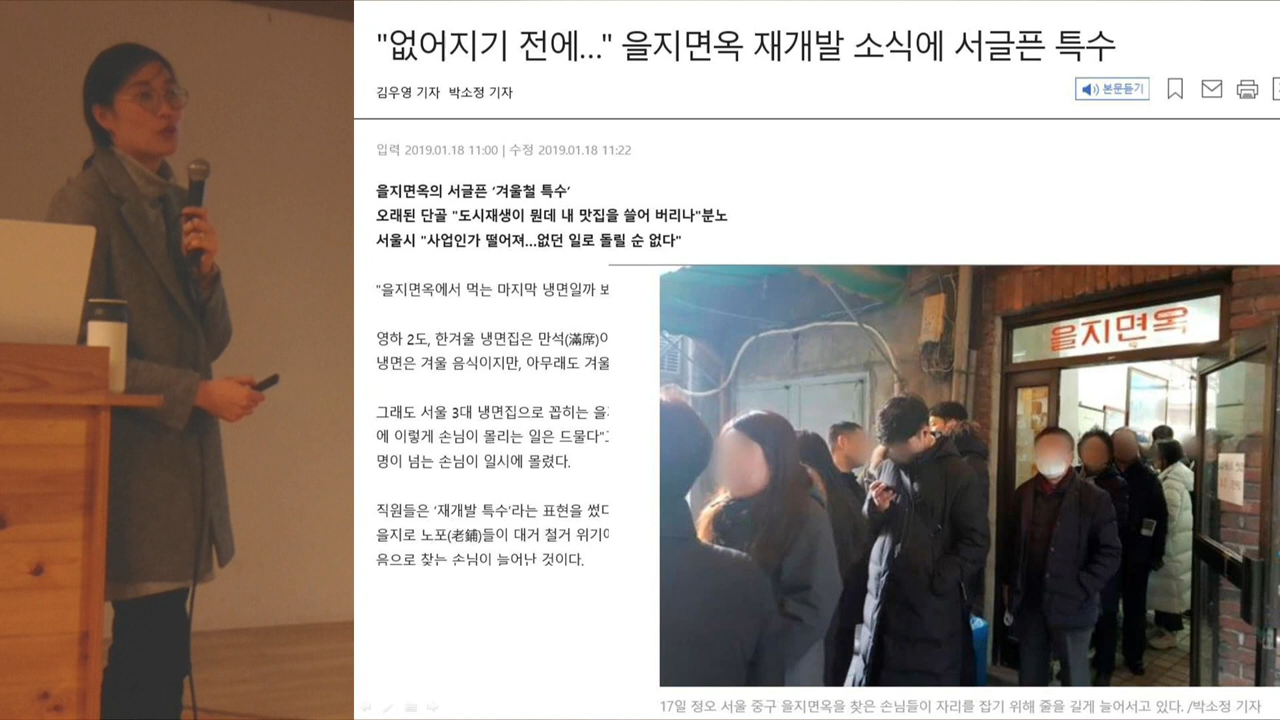 "없어지기 전에..." 을지면옥 재개발 소식에 서글픈 특수
김우영 기자 박소정 기자
본문듣기
입력 2019.01.18 11:00 | 수정 2019.01.18 11:22
을지면옥의 서글픈 ‘겨울철 특수’
오래된 단골 "도시재생이 뭔데 내 맛집을 쓸어 버리나"분노
서울시 "사업인가 떨어져...없던 일로 돌릴 순 없다"
"을지면옥에서 먹는 마지막 냉면일까
영하 2도, 한겨울 냉면집은 만석(滿席)
냉면은 겨울 음식이지만, 아무래도 겨울
그래도 서울 3대 냉면집으로 꼽히는
에 이렇게 손님이 몰리는 일은 드물다"
명이 넘는 손님이 일시에 몰렸다.
직원들은 ‘재개발 특수’라는 표현을
을지로 노포(老鋪)들이 대거 철거
음으로 찾는 손님이 늘어난 것이다.
을지면옥
17일 정오 서울 중구 을지면옥을 찾은 손님들이 자리를 잡기 위해 줄을 길게 늘어서고 있다. /박소정 기자